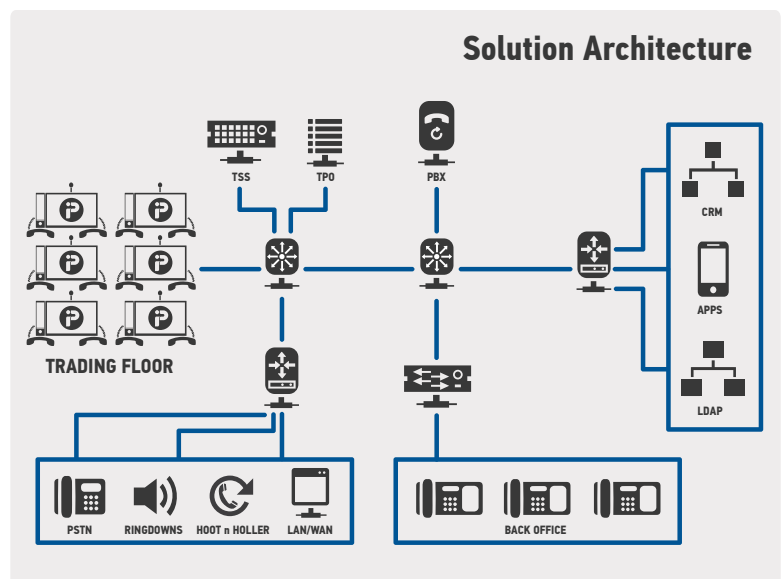 Solution Architecture
TSS
TPO
PBX
CRM
APPS
LDAP
TRADING FLOOR
PSTN
RINGDOWNS
HOOT n HOLLER
LAN/WAN
BACK OFFICE